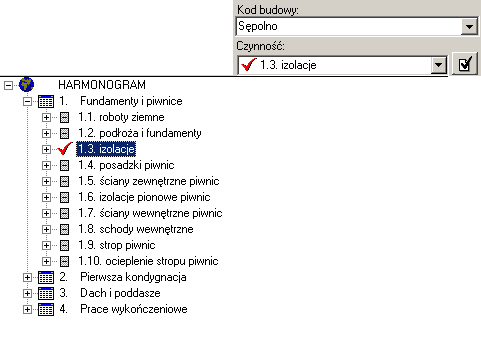 Kod budowy:
Sępolno
Czynność:
1.3. izolacje
HARMONOGRAM
1. Fundamenty i piwnice
1.1. roboty ziemne
1.2. podłoża i fundamenty
1.3. izolacje
1.4. posadzki piwnic
1.5. ściany zewnętrzne piwnic
1.6. izolacje pionowe piwnic
1.7. ściany wewnętrzne piwnic
1.8. schody wewnętrzne
1.9. strop piwnic
1.10. ocieplenie stropu piwnic
2. Pierwsza kondygnacja
3. Dach i poddasze
4. Prace wykończeniowe